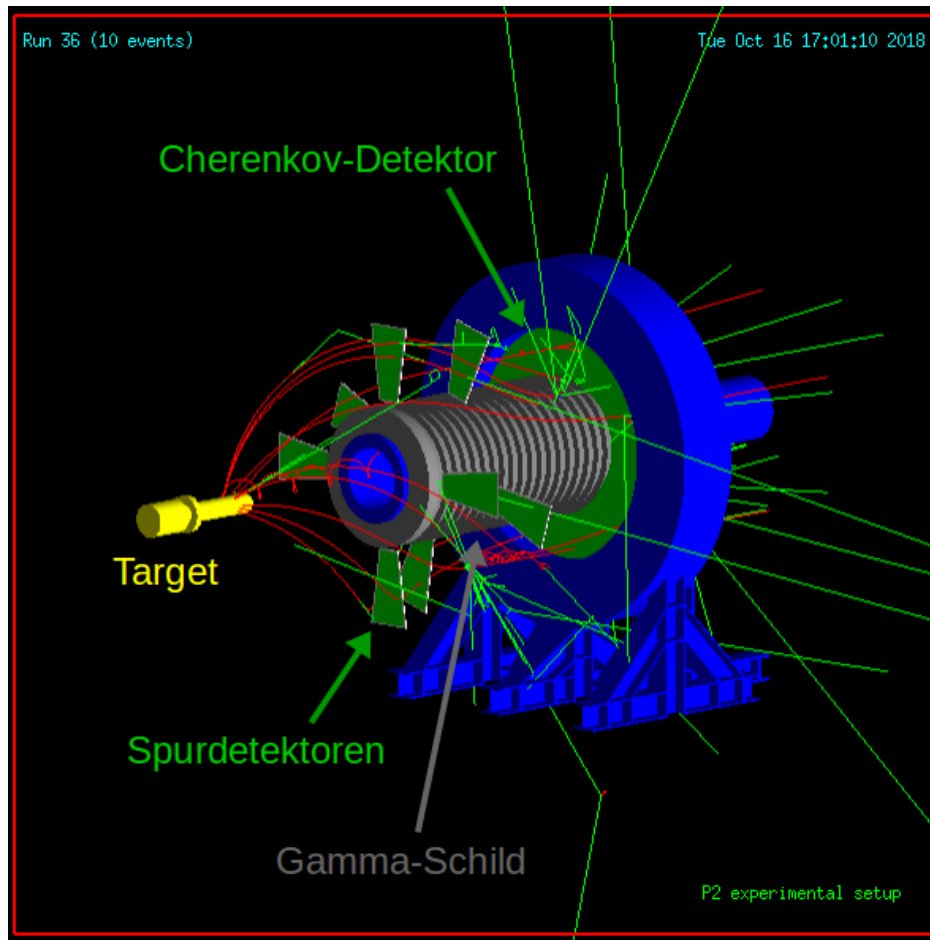 Run 36 (10 events)
Tue Oct 16 17:01:10 2018
Cherenkov-Detektor
Target
Spurdetektoren
Gamma-Schild
P2 experimental setup